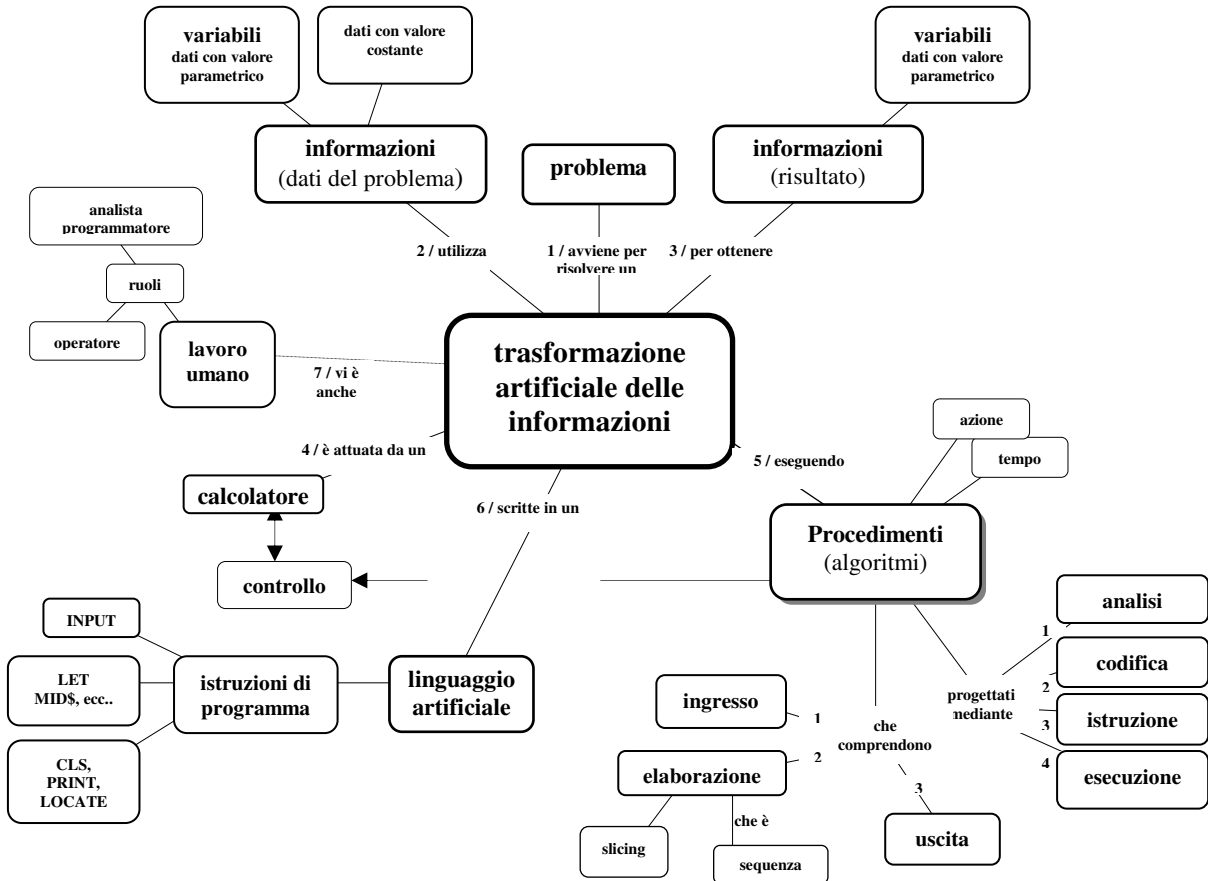 variabili
dati con valore
parametrico
dati con valore
costante
variabili
dati con valore
parametrico
informazioni
(dati del problema)
problema
informazioni
(risultato)
analista
programmatore
ruoli
operatore
lavoro
umano
2 / utilizza
1 / avviene per
risolvere un
3 / per ottenere
trasformazione
artificiale delle
informazioni
7 / vi è
anche
4 / è attuata da un
calcolatore
controllo
6 / scritte in un
5 / eseguendo
azione
tempo
Procedimenti
(algoritmi)
INPUT
LET
MID$, ecc..
CLS,
PRINT,
LOCATE
istruzioni di
programma
linguaggio
artificiale
ingresso
elaborazione
slicing
che è
sequenza
1
2
che
comprendono
3
uscita
progettati
mediante
1
2
3
4
analisi
codifica
istruzione
esecuzione